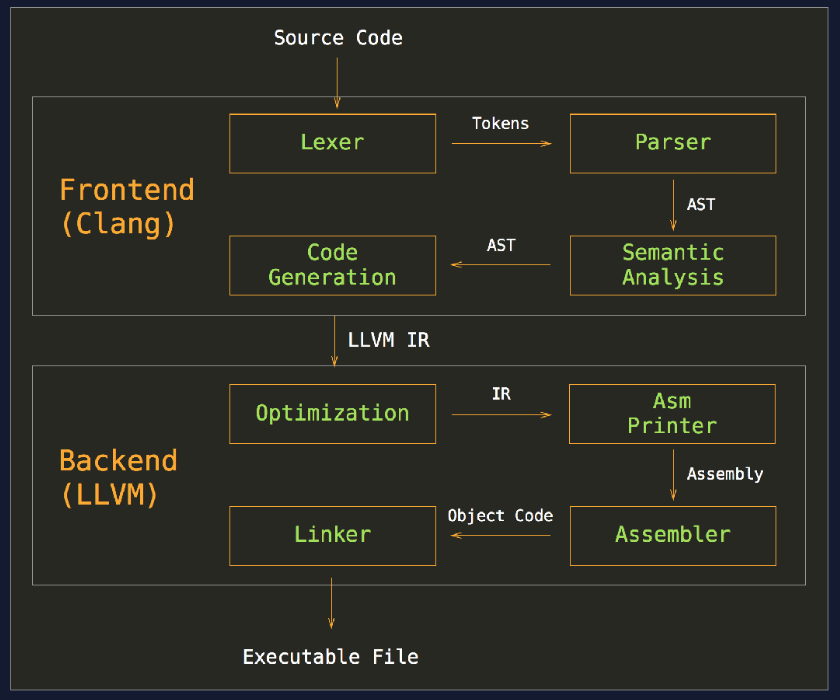 Source Code
Lexer
Tokens
Parser
Frontend
(Clang)
AST
Code
Generation
AST
Semantic
Analysis
LLVM IR
Optimization
IR
Asm
Printer
Backend
(LLVM)
Assembly
Linker
Object Code
Assembler
Executable File